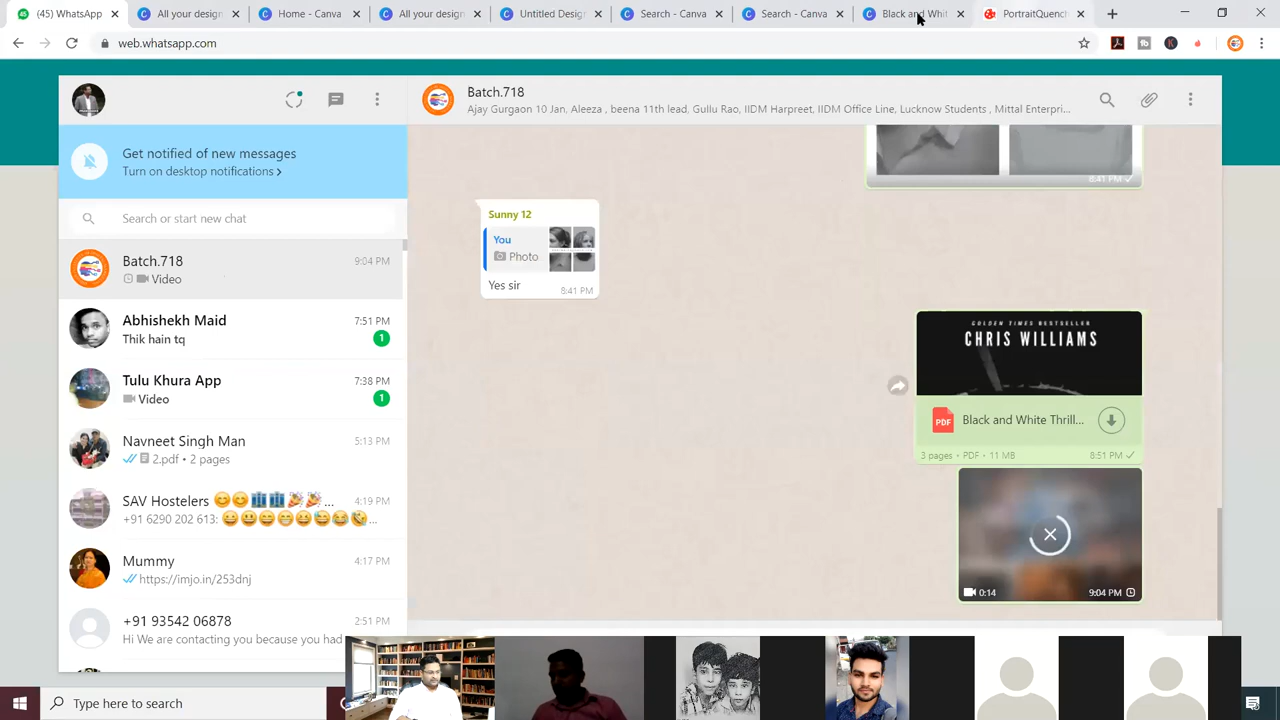 (45) WhatsApp
All your design
Home - Canva
All your design
Untitled Desig
Search - Canva
Search - Canva
Black and Whit
PortraitQuench
web.whatsapp.com
Batch.718
Ajay Gurgaon 10 Jan, Aleeza , beena 11th lead, Gullu Rao, IIDM Harpreet, IIDM Office Line, Lucknow Students , Mittal Enterpri...
Get notified of new messages
Turn on desktop notifications >
Search or start new chat
Batch.718
9:04 PM
Video
Abhishekh Maid
7:51 PM
Thik hain tq
1
Tulu Khura App
7:38 PM
Video
1
Navneet Singh Man
5:13 PM
2.pdf • 2 pages
SAV Hostelers 😊😊🎊🎊🎉🎉...
4:19 PM
+91 6290 202 613: 😄😃😄😅😂😊...
Mummy
4:17 PM
https://imjo.in/253dnj
+91 93542 06878
2:51 PM
Hi We are contacting you because you had
8:41 PM
Sunny 12
You
Photo
Yes sir
8:41 PM
GOLDEN TIMES BESTSELLER
CHRIS WILLIAMS
PDF
Black and White Thrill...
3 pages • PDF • 11 MB
8:51 PM
0:14
9:04 PM
Type here to search